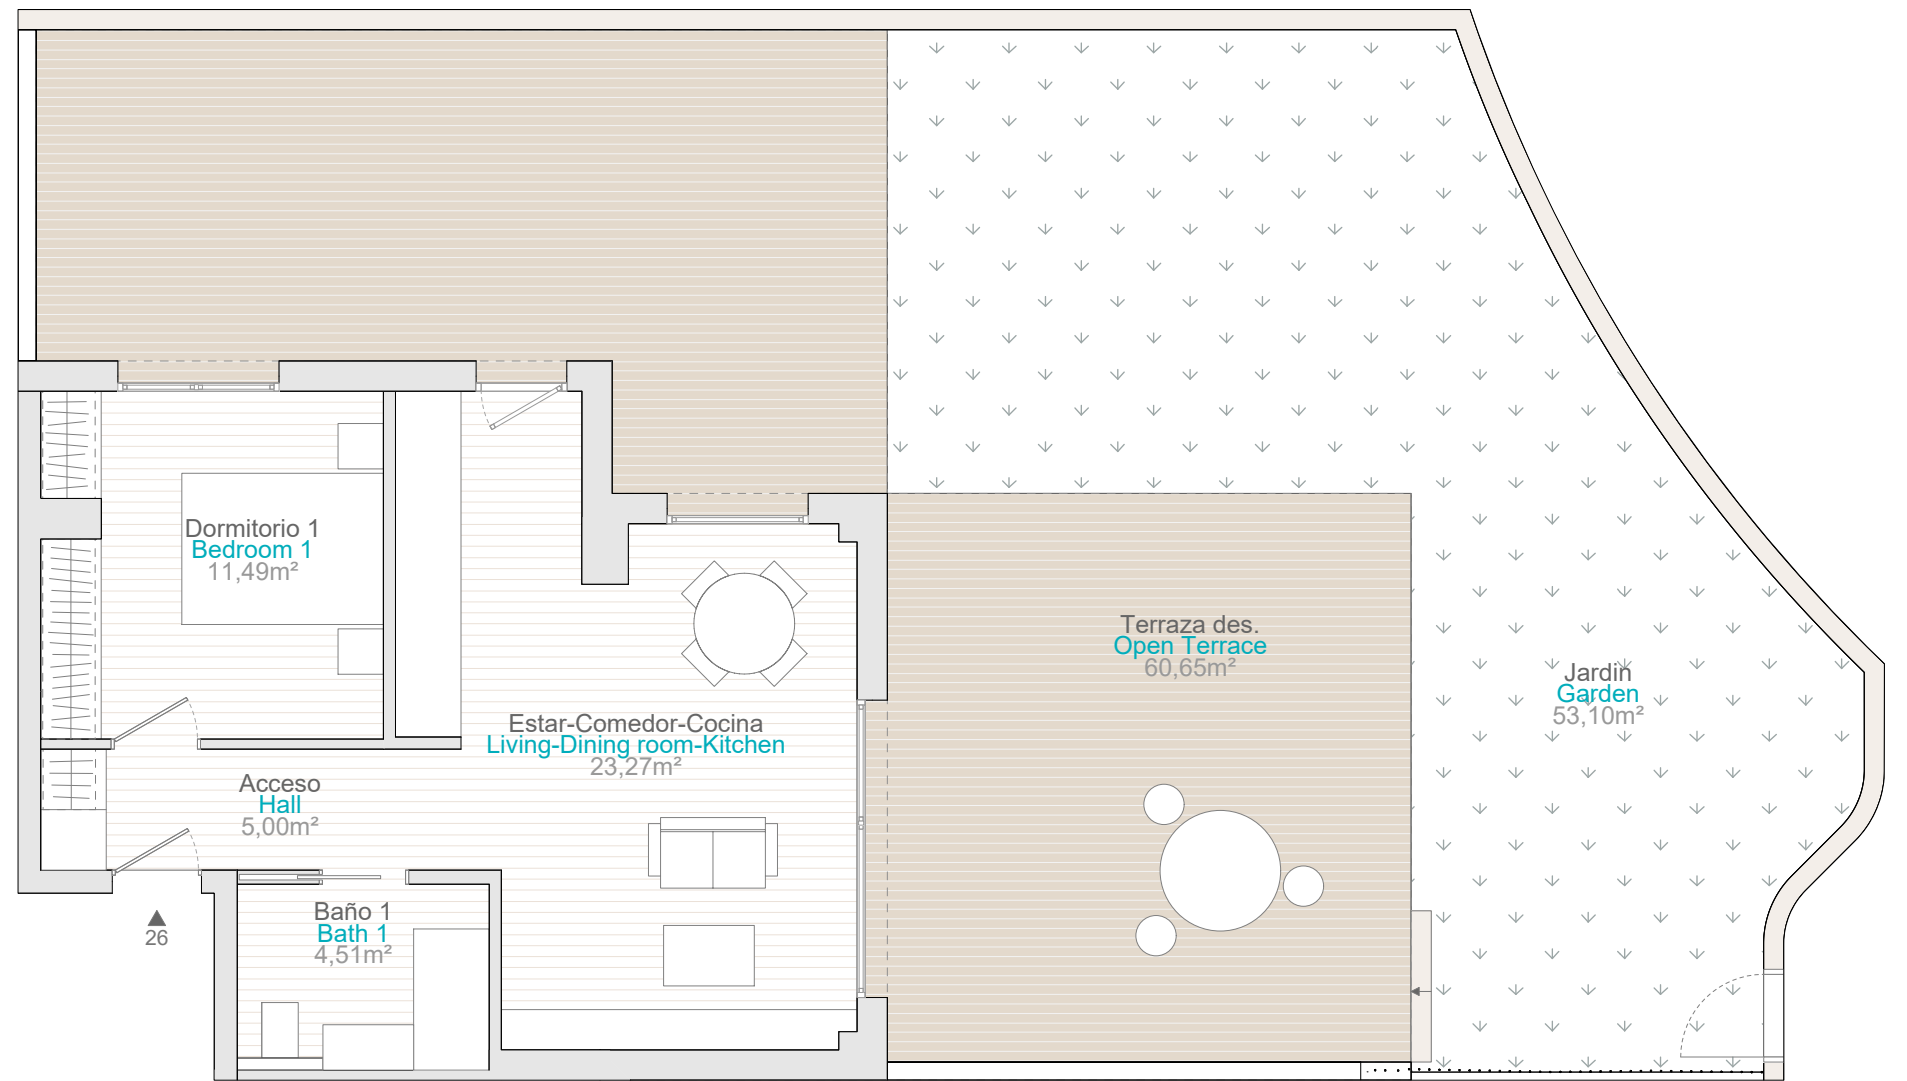 Dormitorio 1
Bedroom 1
11,49m²
Terraza des.
Open Terrace
60,65m²
Jardin
Garden
53,10m²
Estar-Comedor-Cocina
Living-Dining room-Kitchen
23,27m²
Acceso
Hall
5,00m²
Baño 1
Bath 1
4,51m²
26